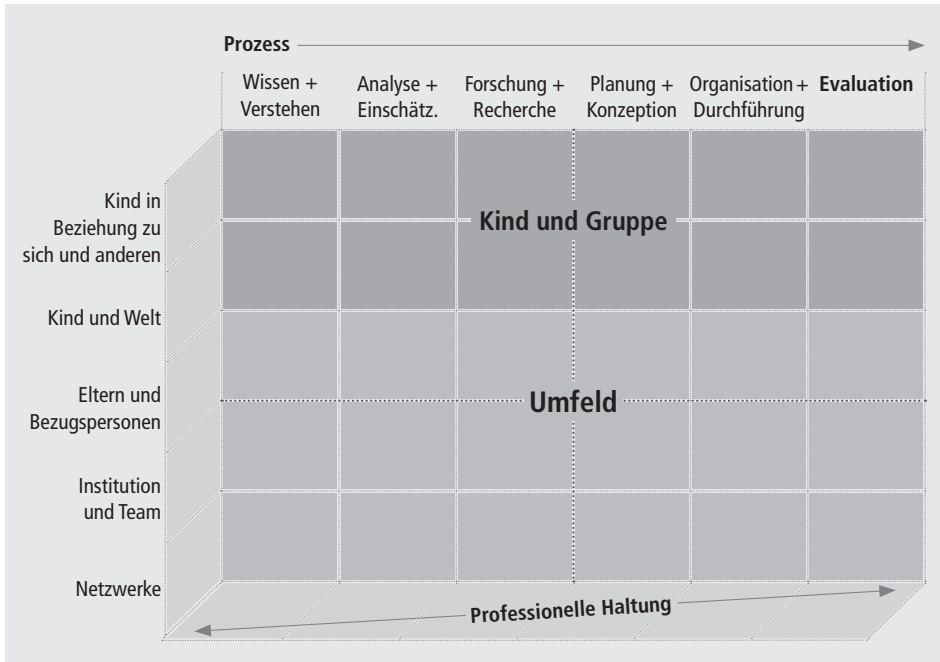 Prozess
Wissen +
Verstehen
Analyse +
Einschätz.
Forschung +
Recherche
Planung +
Konzeption
Organisation +
Durchführung
Evaluation
Kind in
Beziehung zu
sich und anderen
Kind und Welt
Eltern und
Bezugspersonen
Institution
und Team
Netzwerke
Kind und Gruppe
Umfeld
Professionelle Haltung